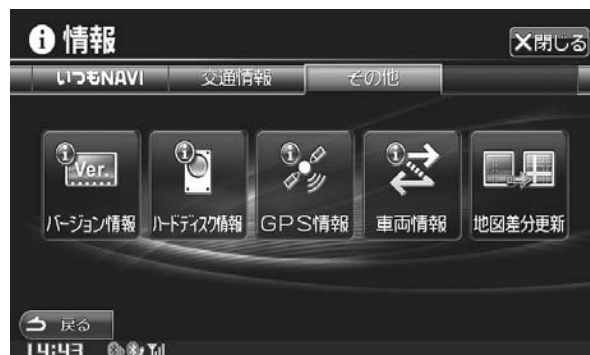 i 情報
×閉じる
いつもNAVI 交通情報 その他
i Ver. i i i
バージョン情報 ハードディスク情報 GPS情報 車両情報 地図差分更新
戻る
14:43